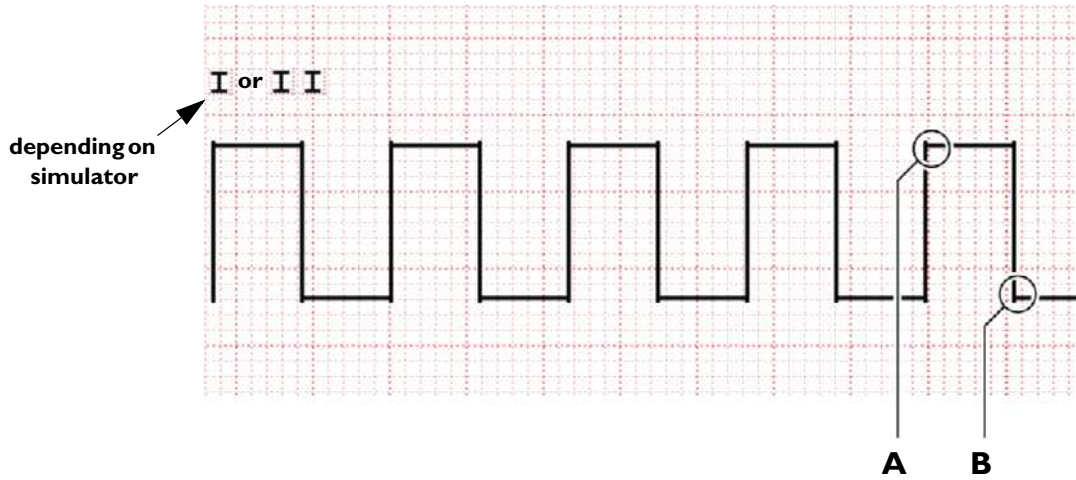 I or I I
depending on
simulator
A
B